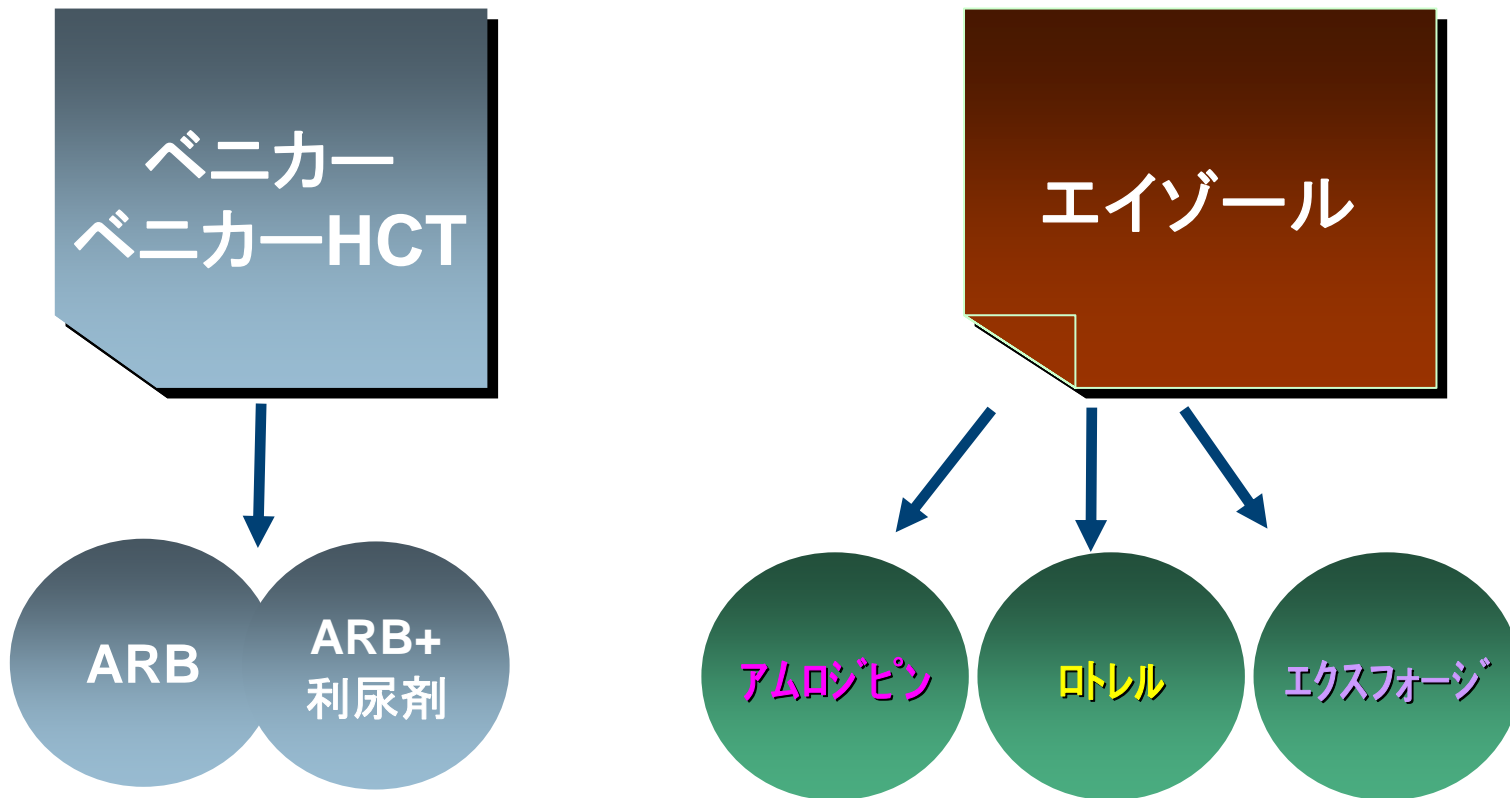 ベニカー
ベニカーHCT
エイゾール
ARB
ARB+
利尿剤
アムロジピン
ロトレル
エクスフォージ